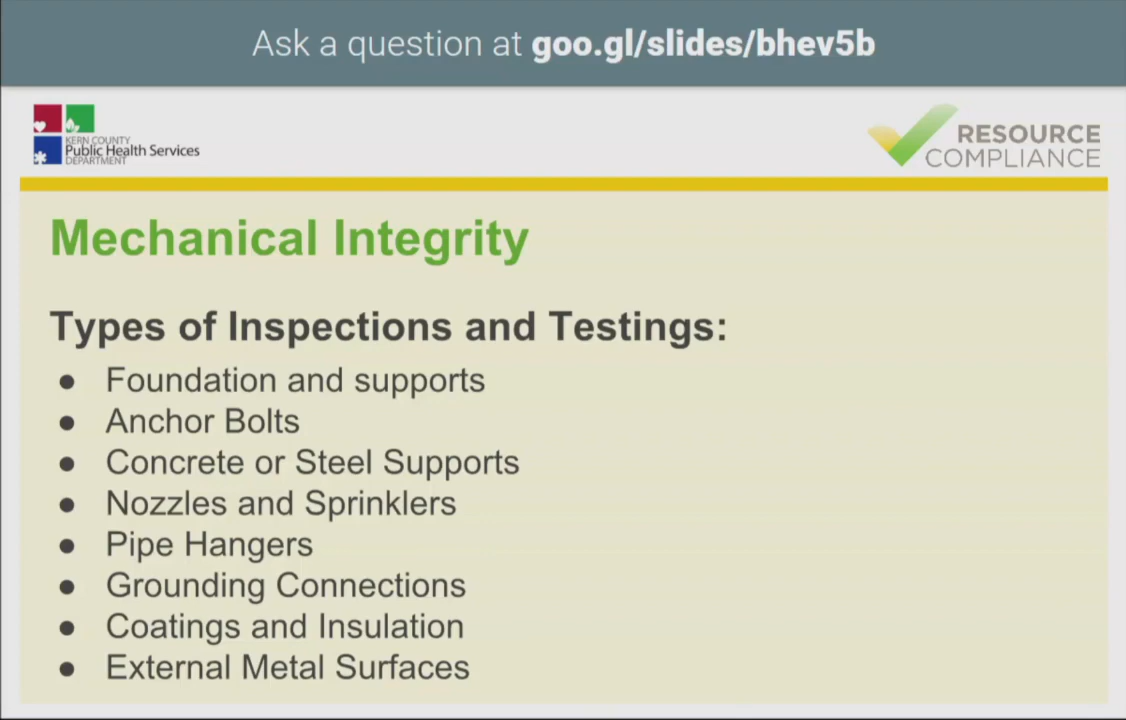 Ask a question at goo.gl/slides/bhev5b
KERN COUNTY
Public Health Services
DEPARTMENT
RESOURCE
COMPLIANCE
Mechanical Integrity
Types of Inspections and Testings:
● Foundation and supports
● Anchor Bolts
● Concrete or Steel Supports
● Nozzles and Sprinklers
● Pipe Hangers
● Grounding Connections
● Coatings and Insulation
● External Metal Surfaces